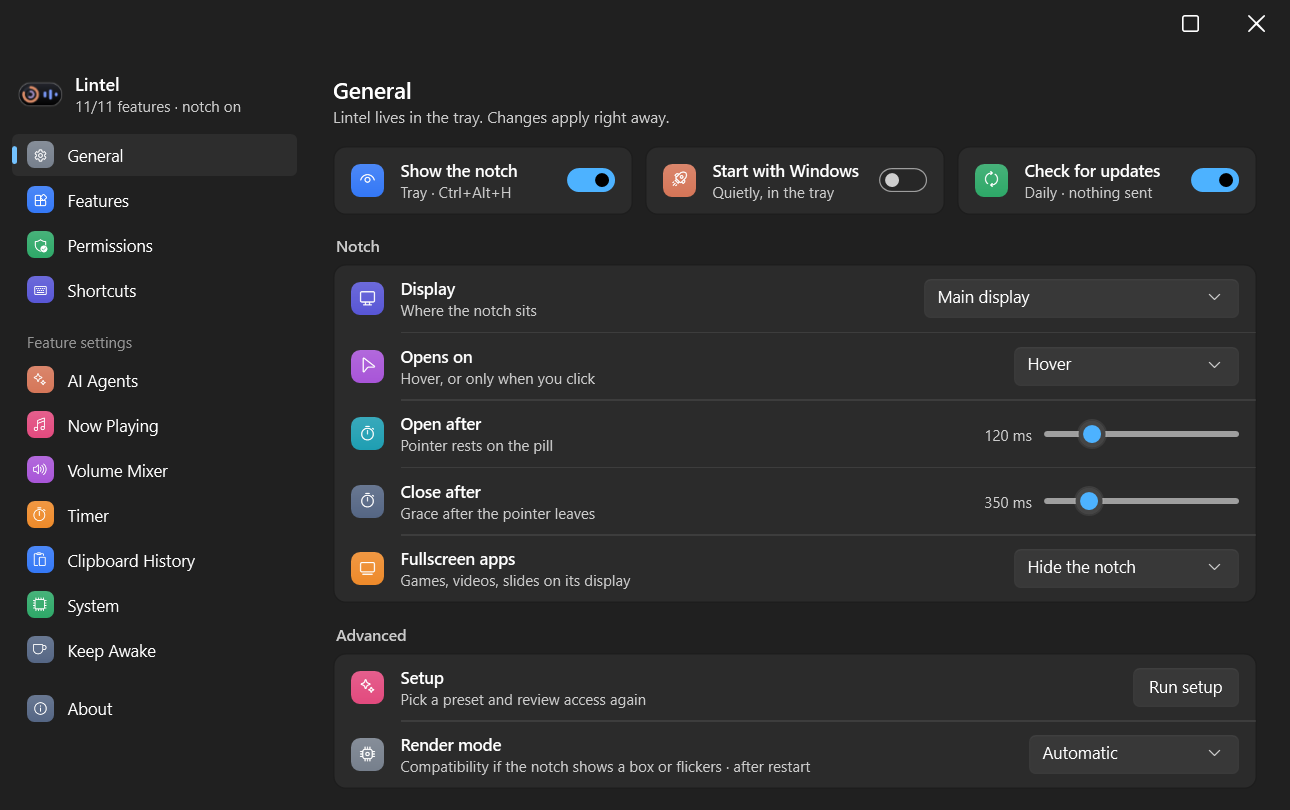 Lintel
11/11 features · notch on
General
Features
Permissions
Shortcuts
Feature settings
AI Agents
Now Playing
Volume Mixer
Timer
Clipboard History
System
Keep Awake
About
General
Lintel lives in the tray. Changes apply right away.
Show the notch
Tray · Ctrl+Alt+H
Start with Windows
Quietly, in the tray
Check for updates
Daily · nothing sent
Notch
Display
Where the notch sits
Main display
Opens on
Hover, or only when you click
Hover
Open after
Pointer rests on the pill
120 ms
Close after
Grace after the pointer leaves
350 ms
Fullscreen apps
Games, videos, slides on its display
Hide the notch
Advanced
Setup
Pick a preset and review access again
Run setup
Render mode
Compatibility if the notch shows a box or flickers · after restart
Automatic